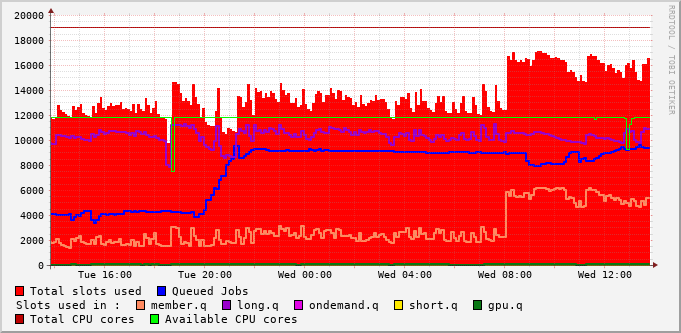 20000
18000
16000
14000
12000
10000
8000
6000
4000
2000
0
Tue 16:00 Tue 20:00 Wed 00:00 Wed 04:00 Wed 08:00 Wed 12:00
RRDTOOL / TOBI OETIKER
Total slots used Queued Jobs
Slots used in : member.q long.q ondemand.q short.q gpu.q
Total CPU cores Available CPU cores